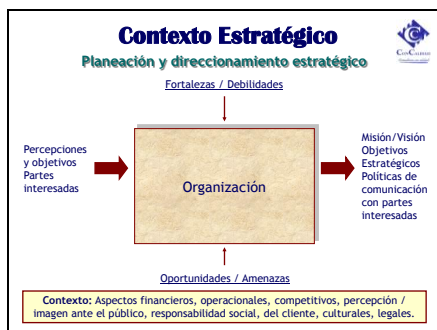 Contexto Estratégico
Planeación y direccionamiento estratégico
Fortalezas / Debilidades
Percepciones
y objetivos
Partes
interesadas
Organización
Misión/Visión
Objetivos
Estratégicos
Políticas de
comunicación
con partes
interesadas
Oportunidades / Amenazas
Contexto: Aspectos financieros, operacionales, competitivos, percepción /
imagen ante el público, responsabilidad social, del cliente, culturales, legales.